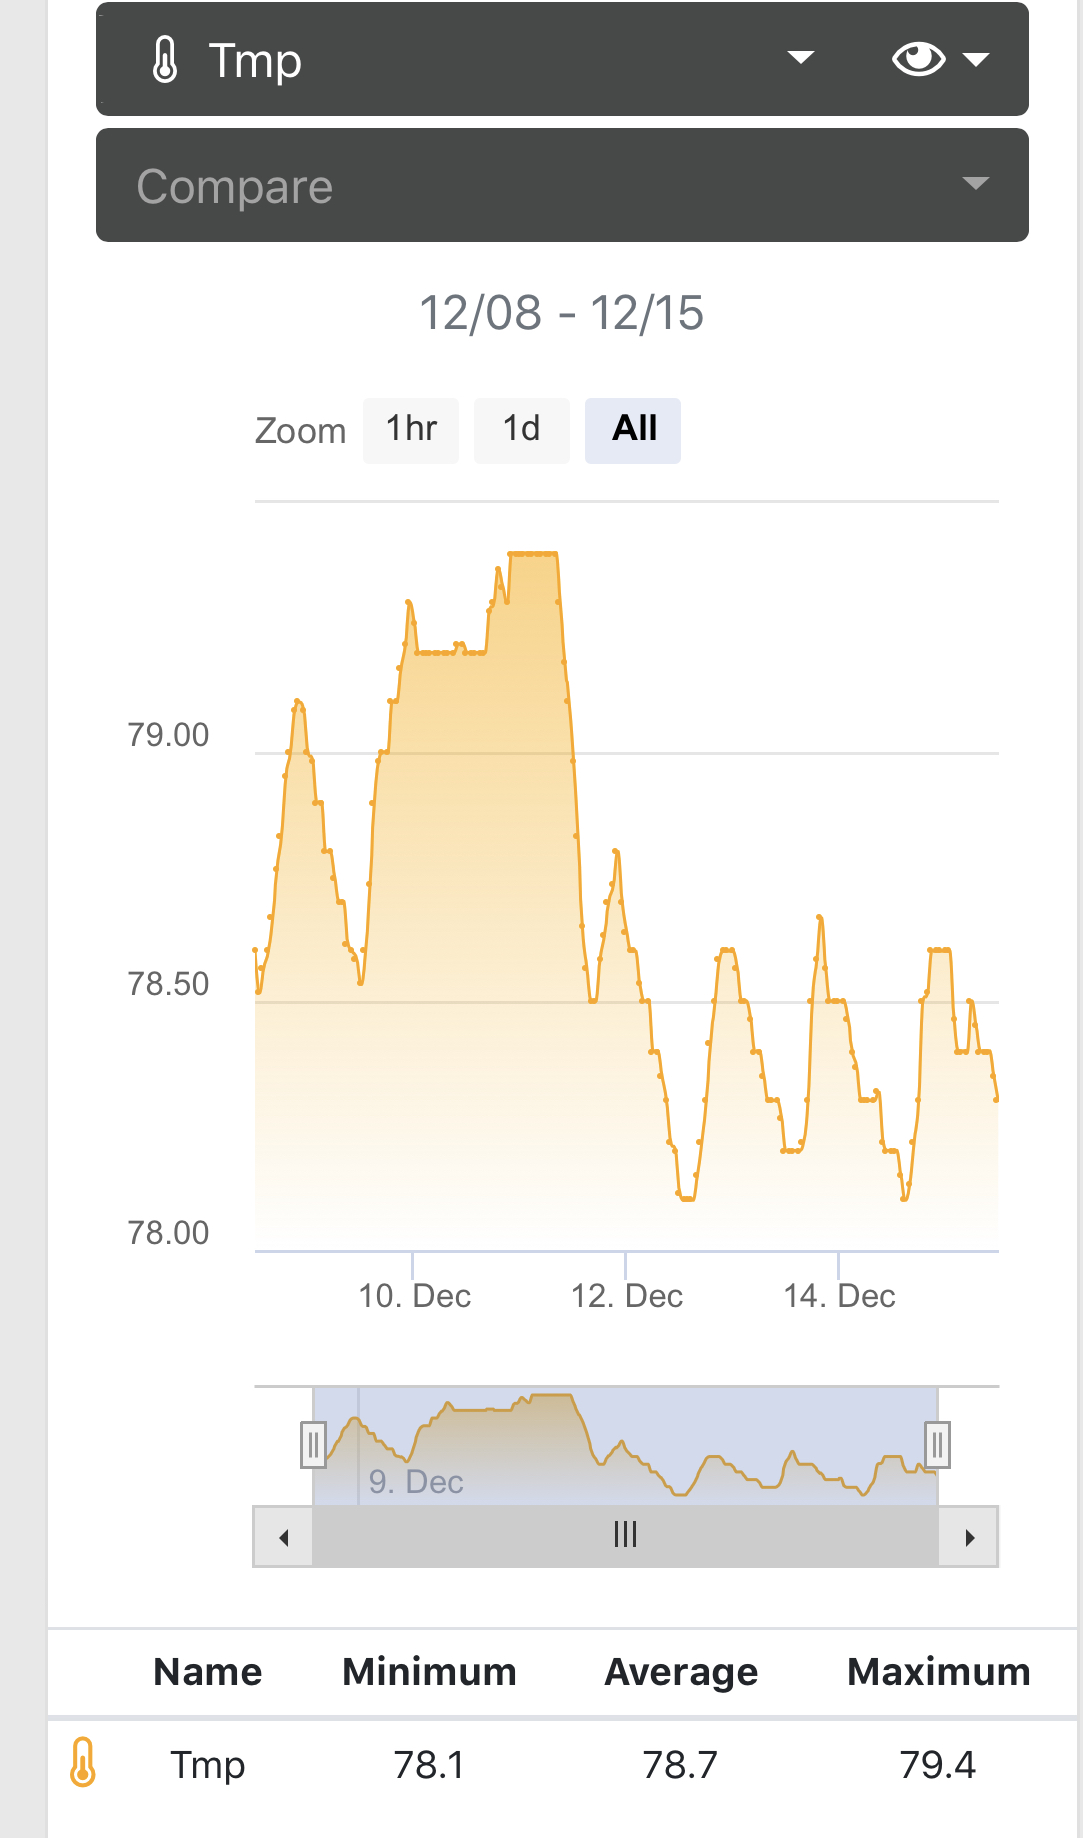 Tmp
Compare
12/08 - 12/15
Zoom 1hr 1d All
79.00
78.50
78.00
10. Dec 12. Dec 14. Dec
9. Dec
Name Minimum Average Maximum
Tmp 78.1 78.7 79.4